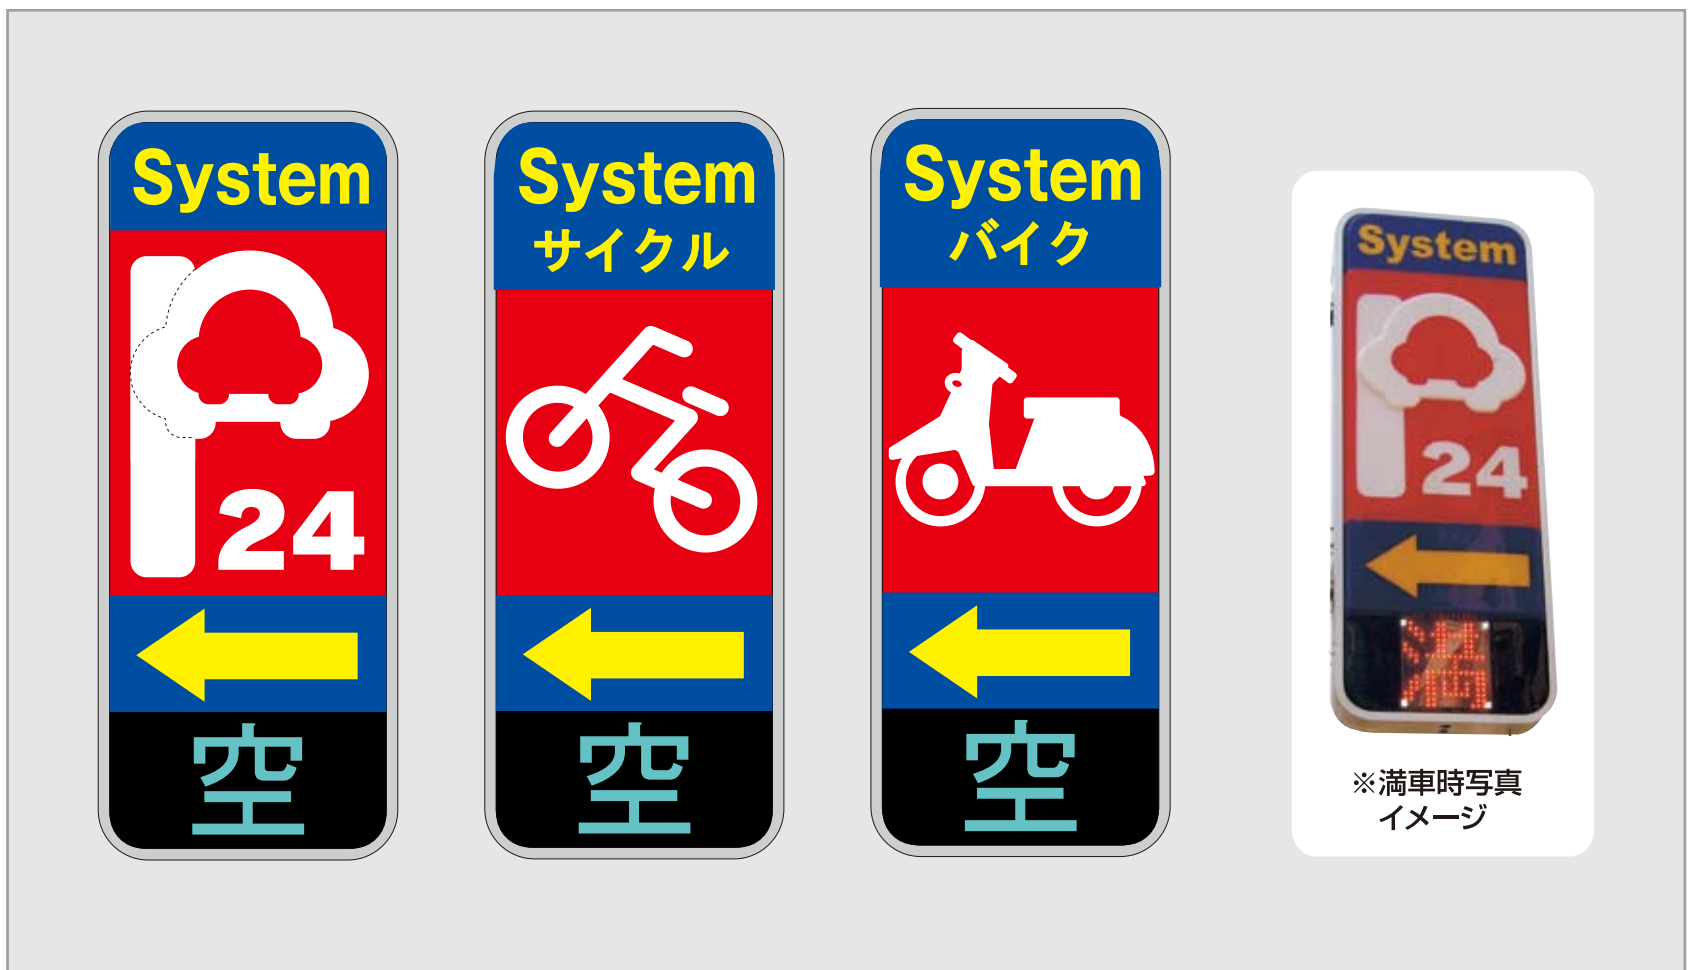 System
24
空
System
サイクル
空
System
バイク
空
System
24
満
※満車時写真
イメージ